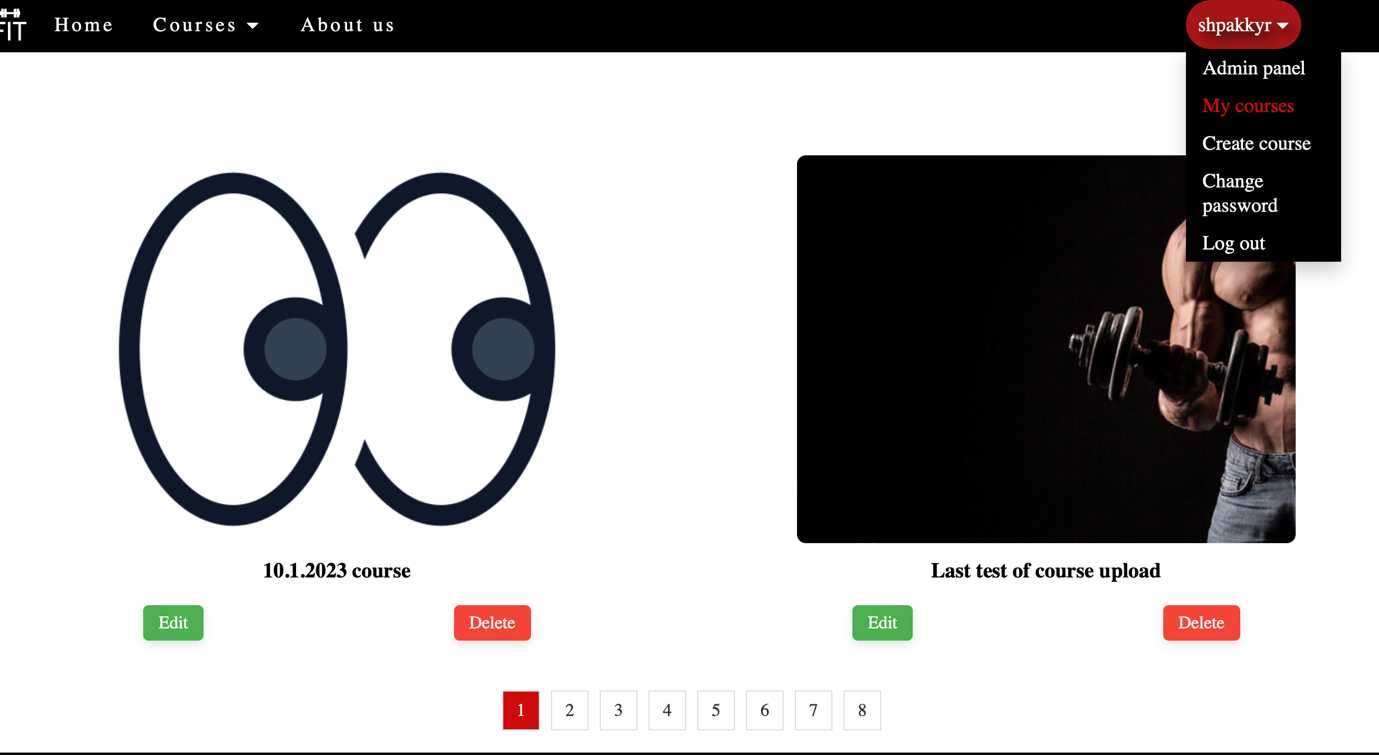 FIT
Home Courses About us shpakkyr
Admin panel
My courses
Create course
Change
password
Log out
10.1.2023 course Last test of course upload
Edit Delete Edit Delete
1 2 3 4 5 6 7 8